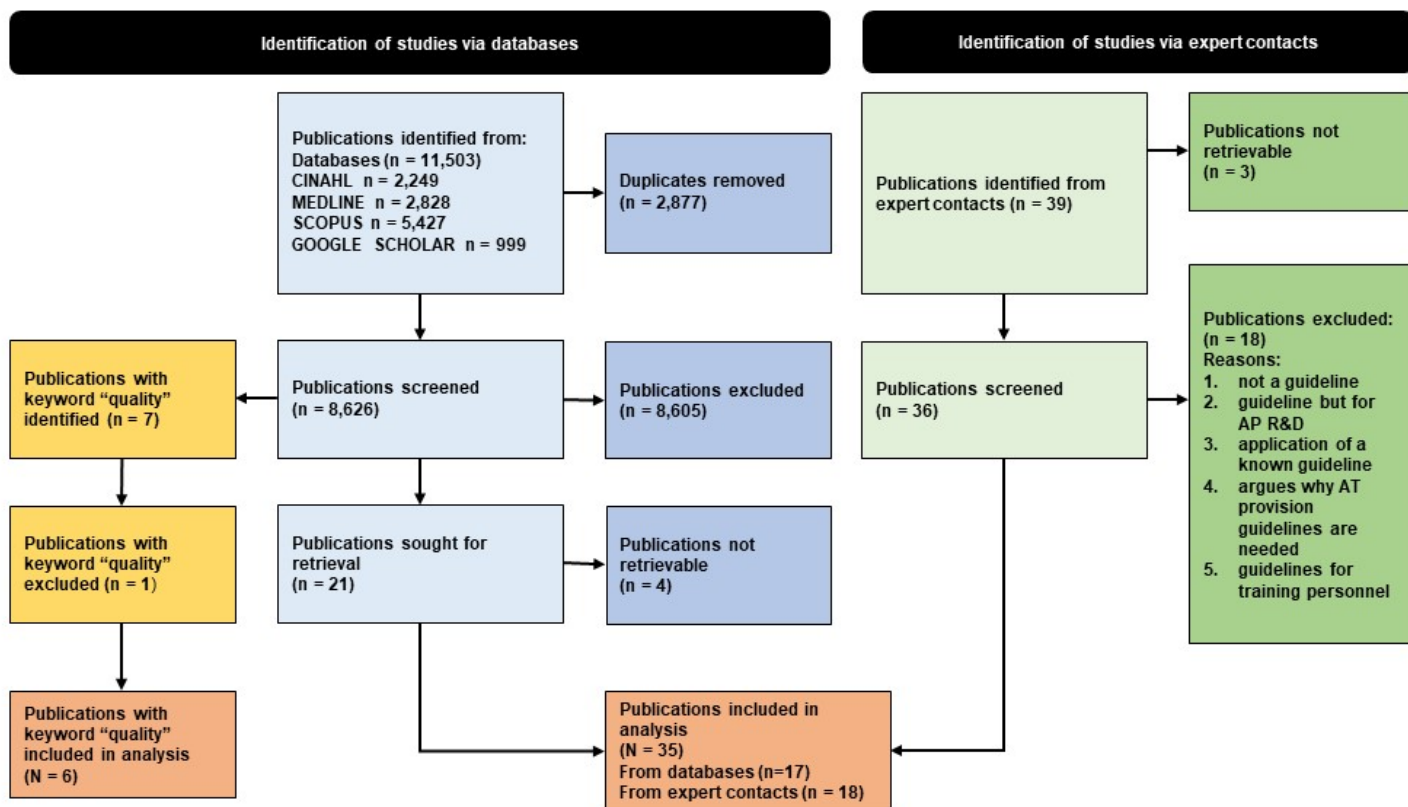 Identification of studies via databases
Identification of studies via expert contacts
Publications identified from:
Databases (n = 11,503)
CINAHL n = 2,249
MEDLINE n = 2,828
SCOPUS n = 5,427
GOOGLE SCHOLAR n = 999
Duplicates removed
(n = 2,877)
Publications identified from
expert contacts (n = 39)
Publications not
retrievable
(n = 3)
Publications with
keyword “quality”
identified (n = 7)
Publications screened
(n = 8,626)
Publications excluded
(n = 8,605)
Publications screened
(n = 36)
Publications excluded:
(n = 18)
Reasons:
1. not a guideline
2. guideline but for
AP R&D
3. application of a
known guideline
4. argues why AT
provision
guidelines are
needed
5. guidelines for
training personnel
Publications with
keyword “quality”
excluded (n = 1)
Publications sought for
retrieval
(n = 21)
Publications not
retrievable
(n = 4)
Publications with
keyword “quality”
included in analysis
(N = 6)
Publications included in
analysis
(N = 35)
From databases (n=17)
From expert contacts (n = 18)